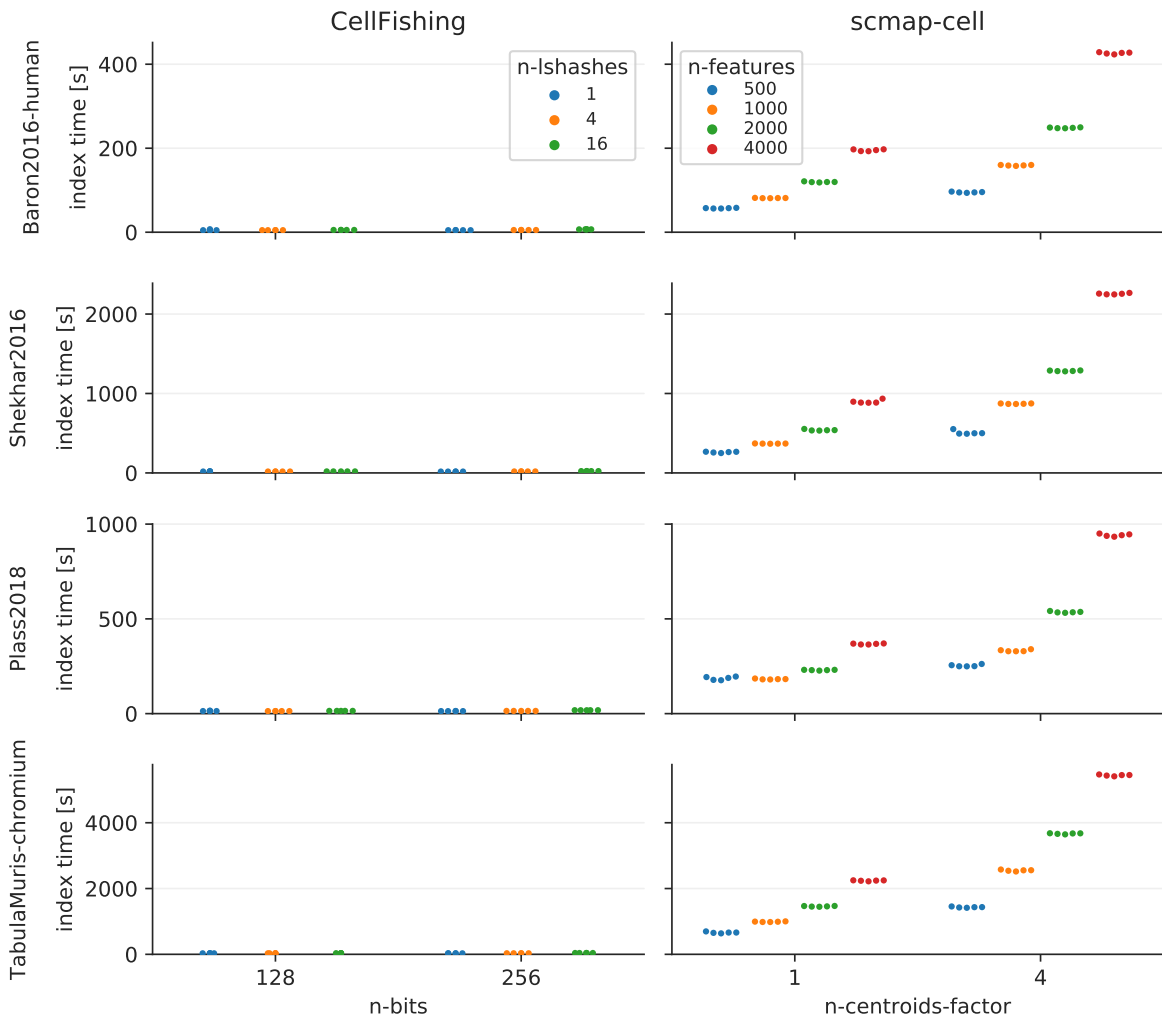 CellFishing
scmap-cell
Baron2016-human
index time [s]
400
200
0
n-lshashes
1
4
16
n-features
500
1000
2000
4000
Shekhar2016
index time [s]
2000
1000
0
Plass2018
index time [s]
1000
500
0
TabulaMuris-chromium
index time [s]
4000
2000
0
128
256
n-bits
1
4
n-centroids-factor